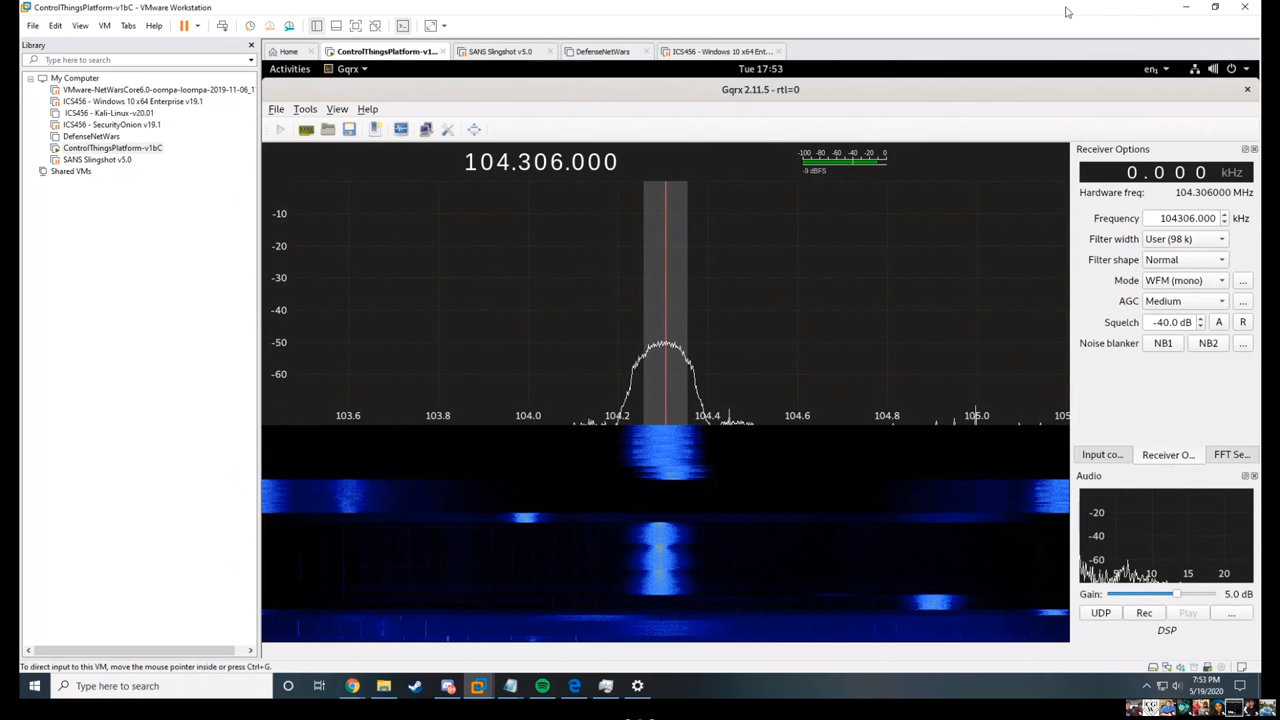 ControlThingsPlatform-v1bC - VMware Workstation
File Edit View VM Tabs Help
Library
Type here to search
My Computer
VMware-NetWarsCore6.0-oompa-loompa-2019-11-06_1
ICS456 - Windows 10 x64 Enterprise v19.1
ICS456 - Kali-Linux-v20.01
ICS456 - SecurityOnion v19.1
DefenseNetWars
ControlThingsPlatform-v1bC
SANS Slingshot v5.0
Shared VMs
Home ControlThingsPlatform-v1... SANS Slingshot v5.0 DefenseNetWars ICS456 - Windows 10 x64 Ent...
Activities Gqrx Tue 17:53 en1
Gqrx 2.11.5 - rtl=0
File Tools View Help
104.306.000
-100 -80 -60 -40 -20 0
-9 dBFS
-10
-20
-30
-40
-50
-60
103.6 103.8 104.0 104.2 104.4 104.6 104.8 105.0 105
Receiver Options
0.000 kHz
Hardware freq: 104.306000 MHz
Frequency 104306.000 kHz
Filter width User (98 k)
Filter shape Normal
Mode WFM (mono) ...
AGC Medium ...
Squelch -40.0 dB A R
Noise blanker NB1 NB2 ...
Input co... Receiver O... FFT Se...
Audio
-20
-40
-60
5 10 15 20
Gain: 5.0 dB
UDP Rec Play ...
DSP
To direct input to this VM, move the mouse pointer inside or press Ctrl+G.
Type here to search
7:53 PM
5/19/2020